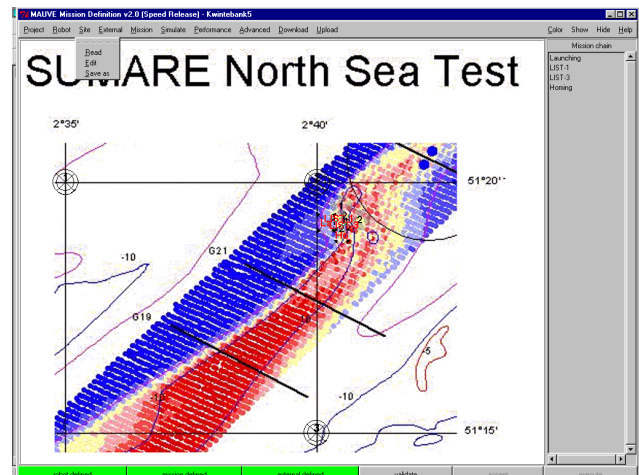 MAUVE Mission Definition v2.0 (Speed Release) - Kwintebank5
Project Robot Site External Mission Simulate Performance Advanced Download Upload Color Show Hide Help
Read
Edit
Save as
Mission chain
Launching
LIST-1
LIST-3
Homing
SUMARE North Sea Test
2°35' 2°40'
51°20'
G21
-10
G19
-10
-5
-10
-10
3
51°15'
robot defined mission defined external defined validate